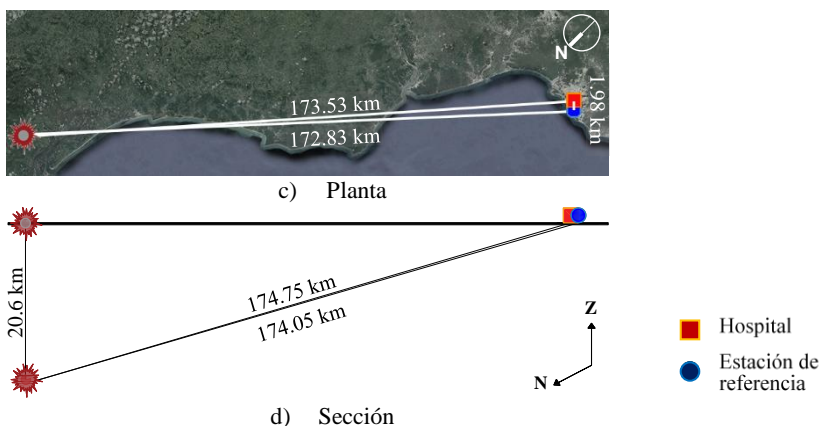 N
173.53 km
172.83 km
1.98 km
c) Planta
20.6 km
174.75 km
174.05 km
Z
N
d) Sección
Hospital
Estación de
referencia